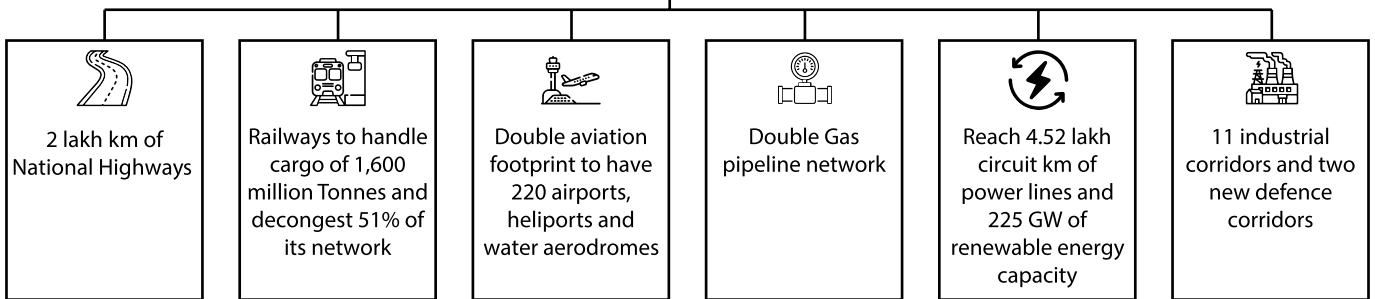 2 lakh km of
National Highways
Railways to handle
cargo of 1,600
million Tonnes and
decongest 51% of
its network
Double aviation
footprint to have
220 airports,
heliports and
water aerodromes
Double Gas
pipeline network
Reach 4.52 lakh
circuit km of
power lines and
225 GW of
renewable energy
capacity
11 industrial
corridors and two
new defence
corridors